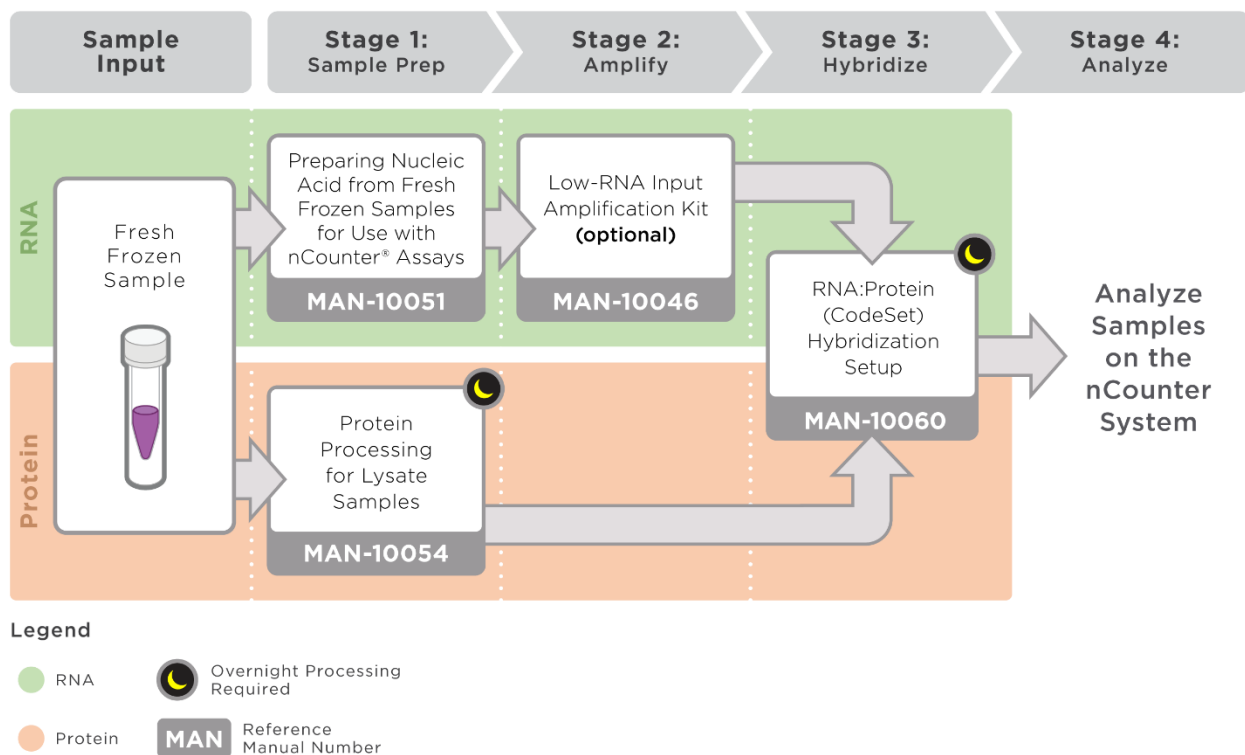 Sample
Input
Stage 1:
Sample Prep
Stage 2:
Amplify
Stage 3:
Hybridize
Stage 4:
Analyze
RNA
Fresh
Frozen
Sample
Preparing Nucleic
Acid from Fresh
Frozen Samples
for Use with
nCounter® Assays
MAN-10051
Low-RNA Input
Amplification Kit
(optional)
MAN-10046
RNA:Protein
(CodeSet)
Hybridization
Setup
MAN-10060
Analyze
Samples
on the
nCounter
System
Protein
Protein
Processing
for Lysate
Samples
MAN-10054
Legend
RNA
Overnight Processing
Required
Protein
MAN
Reference
Manual Number